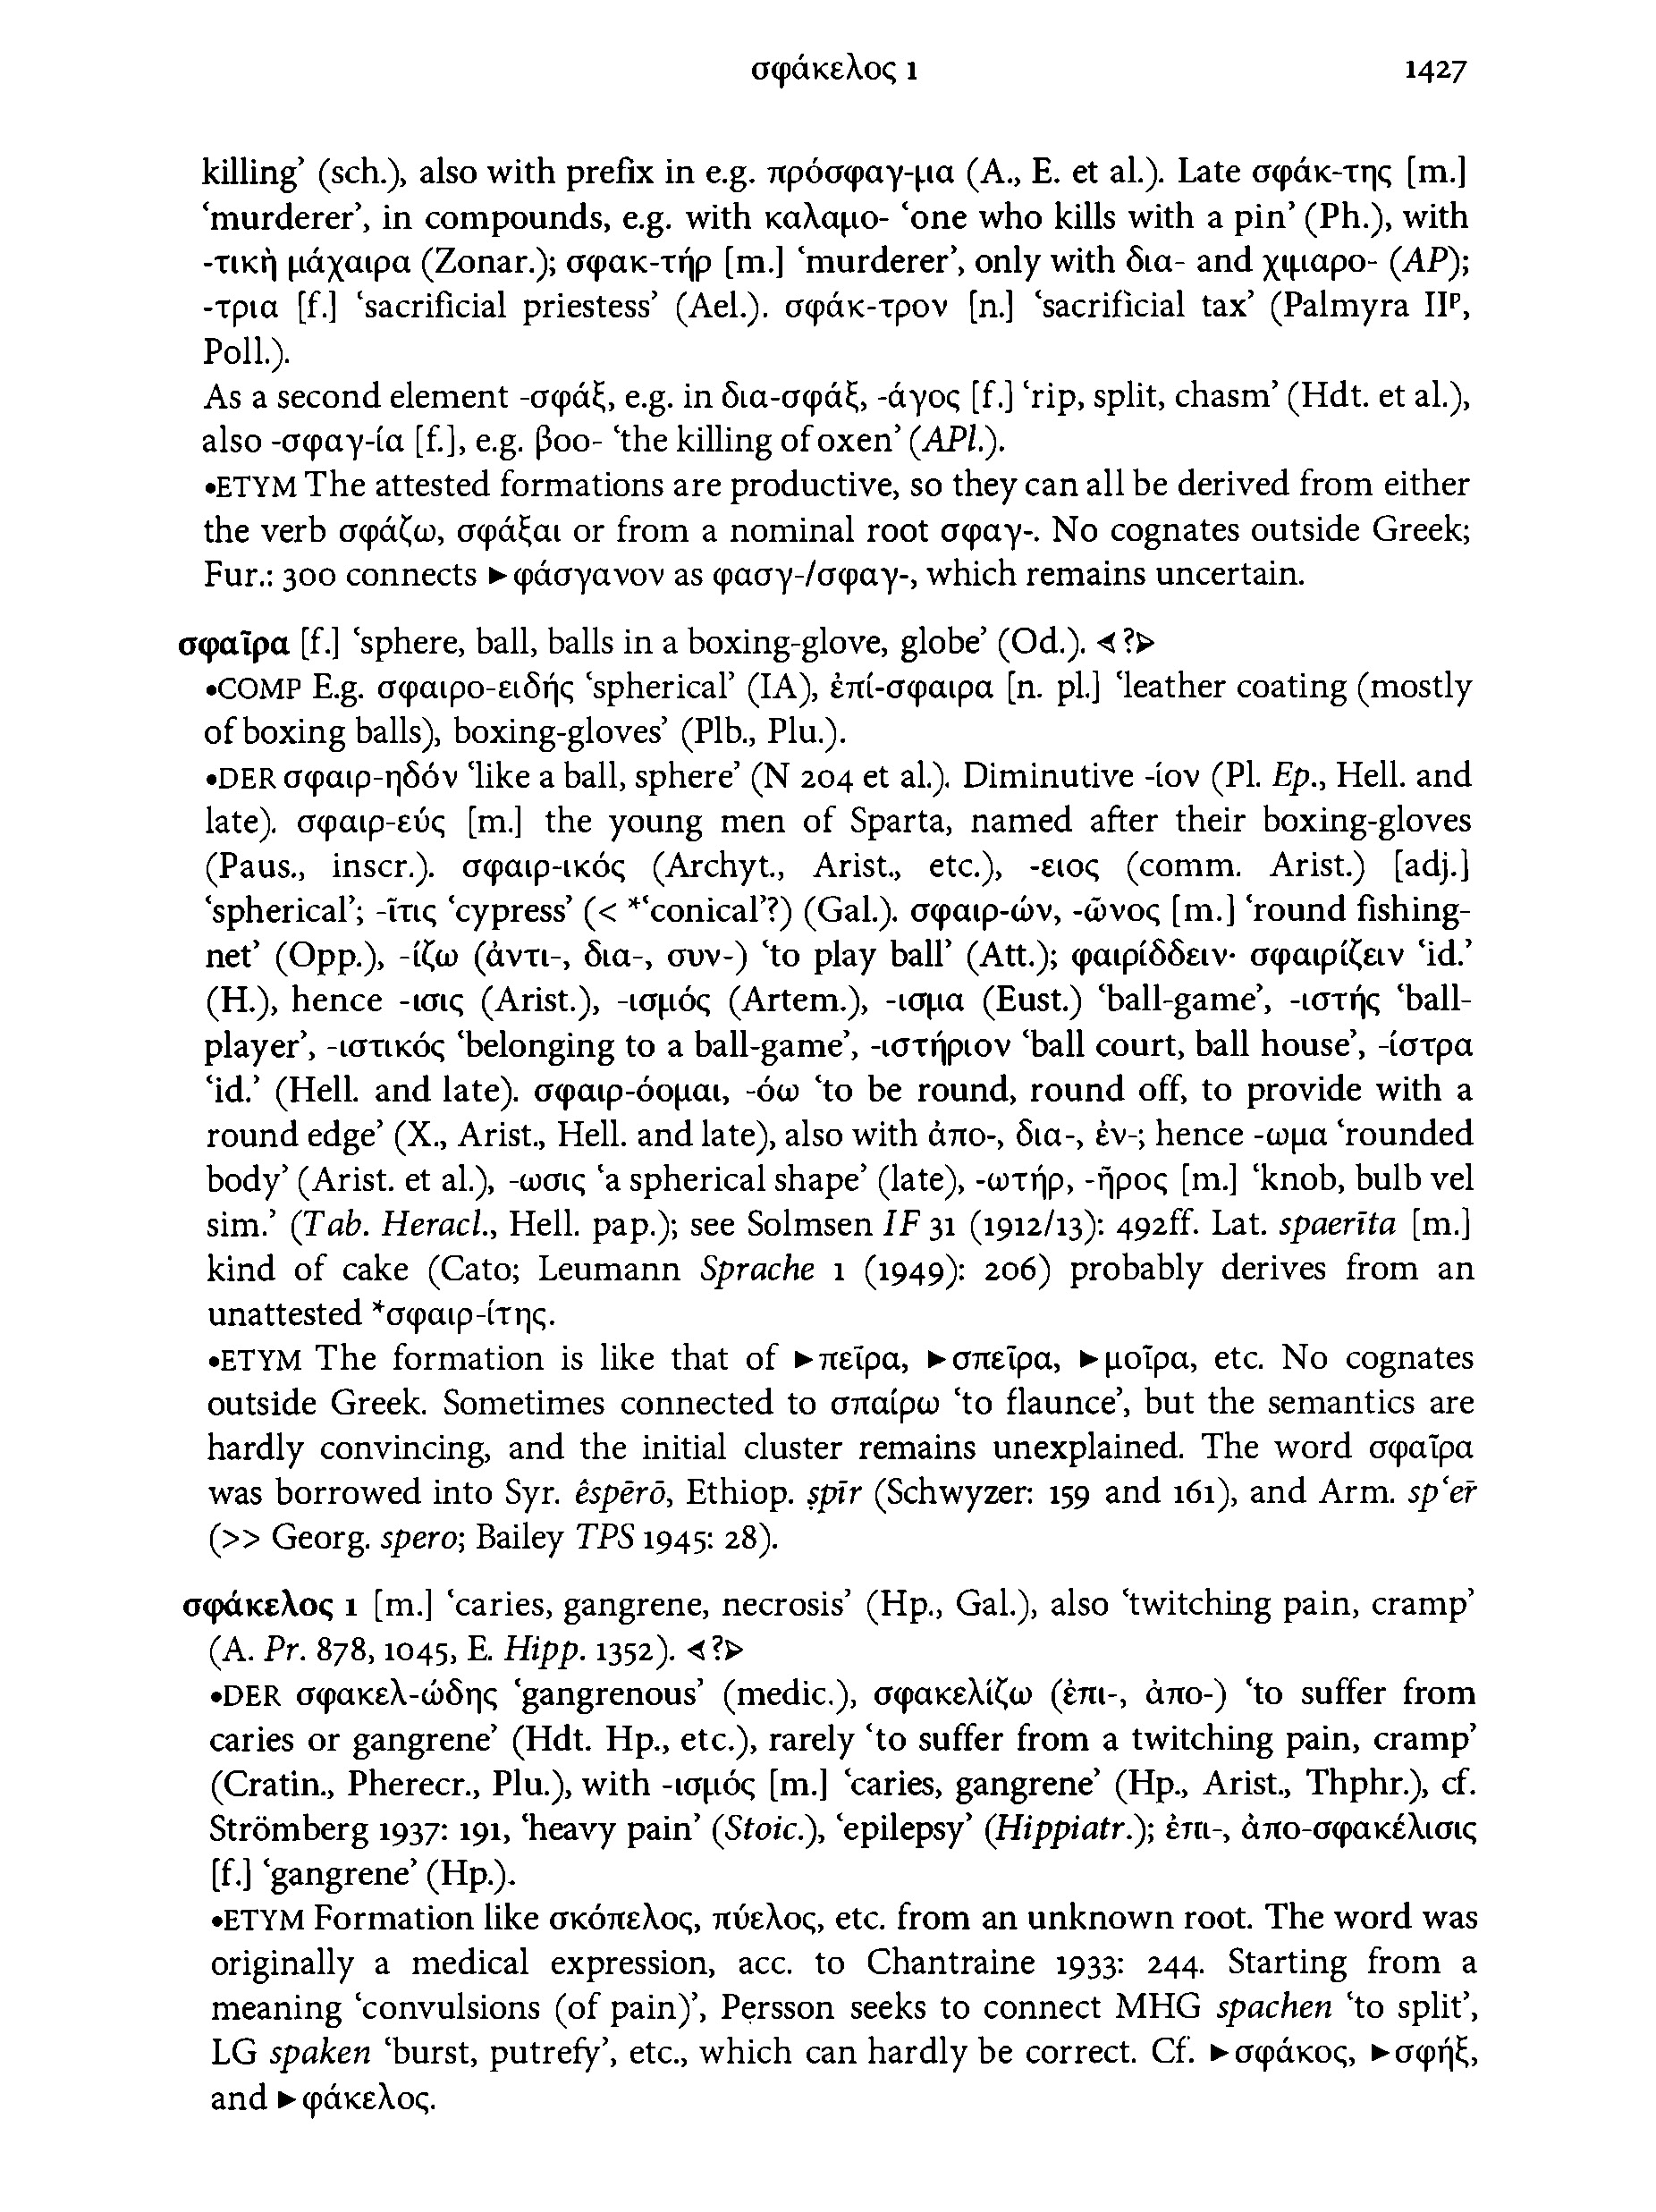 σφάκελος 1 1427
killing’ (sch.), also with prefix in e.g. πρόσφαγ-μα (A., E. et al.). Late σφάκ-της [m.]
‘murderer’, in compounds, e.g. with καλαμο- ‘one who kills with a pin’ (Ph.), with
-τικὴ μάχαιρα (Zonar.); σφακ-τήρ [m.] ‘murderer’, only with δια- and χιμαρο- (AP);
-τρια [f.] ‘sacrificial priestess’ (Ael.). σφάκ-τρον [n.] ‘sacrificial tax’ (Palmyra IIᵖ,
Poll.).
As a second element -σφάξ, e.g. in δια-σφάξ, -άγος [f.] ‘rip, split, chasm’ (Hdt. et al.),
also -σφαγ-ία [f.], e.g. βοο- ‘the killing of oxen’ (APl.).
•ETYM The attested formations are productive, so they can all be derived from either
the verb σφάζω, σφάξαι or from a nominal root σφαγ-. No cognates outside Greek;
Fur.: 300 connects ►φάσγανον as φασγ-/σφαγ-, which remains uncertain.
σφαῖρα [f.] ‘sphere, ball, balls in a boxing-glove, globe’ (Od.). ⊲?⊳
•COMP E.g. σφαιρο-ειδής ‘spherical’ (IA), ἐπί-σφαιρα [n. pl.] ‘leather coating (mostly
of boxing balls), boxing-gloves’ (Plb., Plu.).
•DER σφαιρ-ηδόν ‘like a ball, sphere’ (N 204 et al.). Diminutive -ίον (Pl. Ep., Hell. and
late). σφαιρ-εύς [m.] the young men of Sparta, named after their boxing-gloves
(Paus., inscr.). σφαιρ-ικός (Archyt., Arist., etc.), -ειος (comm. Arist.) [adj.]
‘spherical’; -ῖτις ‘cypress’ (< *‘conical’?) (Gal.). σφαιρ-ών, -ῶνος [m.] ‘round fishing-
net’ (Opp.), -ίζω (ἀντι-, δια-, συν-) ‘to play ball’ (Att.); φαιρίδδειν· σφαιρίζειν ‘id.’
(H.), hence -ισις (Arist.), -ισμός (Artem.), -ισμα (Eust.) ‘ball-game’, -ιστής ‘ball-
player’, -ιστικός ‘belonging to a ball-game’, -ιστήριον ‘ball court, ball house’, -ίστρα
‘id.’ (Hell. and late). σφαιρ-όομαι, -όω ‘to be round, round off, to provide with a
round edge’ (X., Arist., Hell. and late), also with ἀπο-, δια-, ἐν-; hence -ωμα ‘rounded
body’ (Arist. et al.), -ωσις ‘a spherical shape’ (late), -ωτήρ, -ῆρος [m.] ‘knob, bulb vel
sim.’ (Tab. Heracl., Hell. pap.); see Solmsen IF 31 (1912/13): 492ff. Lat. spaerīta [m.]
kind of cake (Cato; Leumann Sprache 1 (1949): 206) probably derives from an
unattested *σφαιρ-ίτης.
•ETYM The formation is like that of ►πεῖρα, ►σπεῖρα, ►μοῖρα, etc. No cognates
outside Greek. Sometimes connected to σπαίρω ‘to flaunce’, but the semantics are
hardly convincing, and the initial cluster remains unexplained. The word σφαῖρα
was borrowed into Syr. êspērō, Ethiop. ṣpīr (Schwyzer: 159 and 161), and Arm. sp‘eṙ
(>> Georg. spero; Bailey TPS 1945: 28).
σφάκελος 1 [m.] ‘caries, gangrene, necrosis’ (Hp., Gal.), also ‘twitching pain, cramp’
(A. Pr. 878, 1045, E. Hipp. 1352). ⊲?⊳
•DER σφακελ-ώδης ‘gangrenous’ (medic.), σφακελίζω (ἐπι-, ἀπο-) ‘to suffer from
caries or gangrene’ (Hdt. Hp., etc.), rarely ‘to suffer from a twitching pain, cramp’
(Cratin., Pherecr., Plu.), with -ισμός [m.] ‘caries, gangrene’ (Hp., Arist., Thphr.), cf.
Strömberg 1937: 191, ‘heavy pain’ (Stoic.), ‘epilepsy’ (Hippiatr.); ἐπι-, ἀπο-σφακέλισις
[f.] ‘gangrene’ (Hp.).
•ETYM Formation like σκόπελος, πύελος, etc. from an unknown root. The word was
originally a medical expression, acc. to Chantraine 1933: 244. Starting from a
meaning ‘convulsions (of pain)’, Persson seeks to connect MHG spachen ‘to split’,
LG spaken ‘burst, putrefy’, etc., which can hardly be correct. Cf. ►σφάκος, ►σφήξ,
and ►φάκελος.